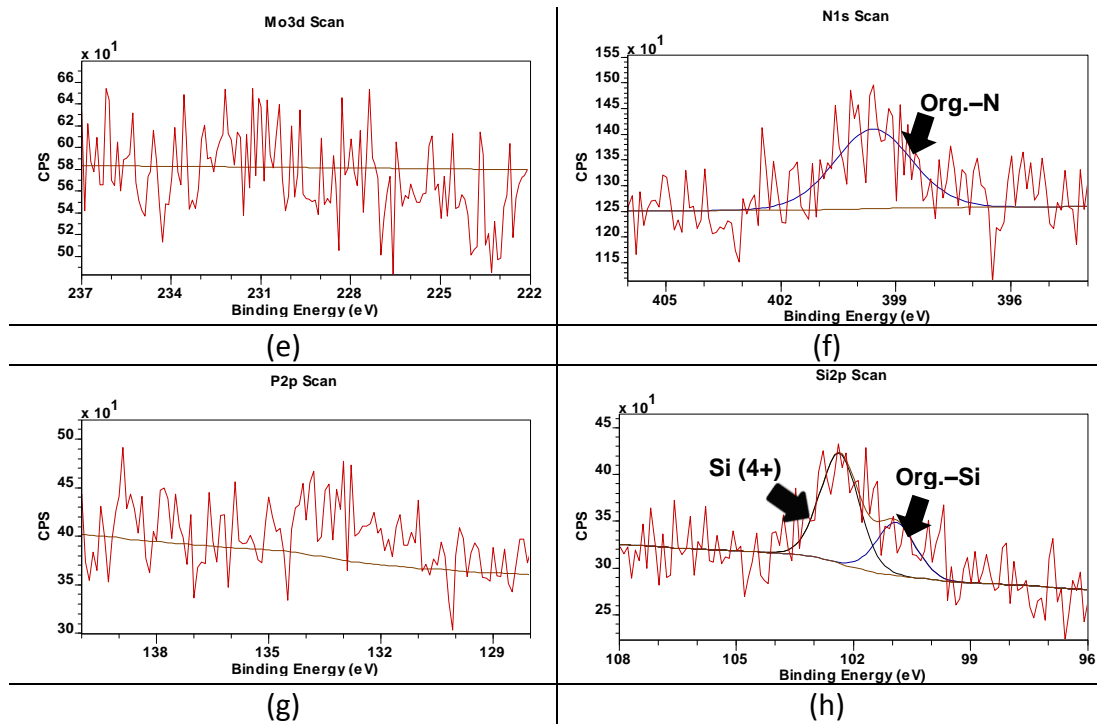 Mo3d Scan
x 10^1
66
64
62
60
58
56
54
52
50
CPS
237 234 231 228 225 222
Binding Energy (eV)
(e)
N1s Scan
x 10^1
155
150
145
140
135
130
125
120
115
CPS
Org.–N
405 402 399 396
Binding Energy (eV)
(f)
P2p Scan
x 10^1
50
45
40
35
30
CPS
138 135 132 129
Binding Energy (eV)
(g)
Si2p Scan
x 10^1
45
40
35
30
25
CPS
Si (4+)
Org.–Si
108 105 102 99 96
Binding Energy (eV)
(h)